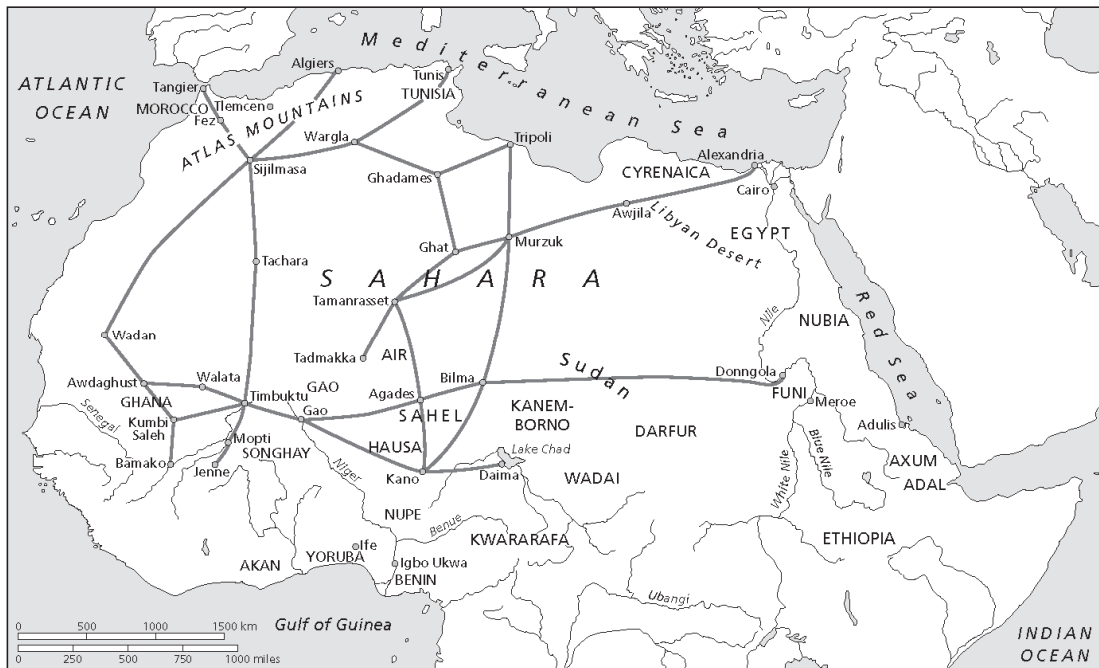 Mediterranean Sea
ATLANTIC
OCEAN
Algiers
Tunis
TUNISIA
Tangier
MOROCCO
Tlemcen
Fez
ATLAS MOUNTAINS
Wargla
Tripoli
Alexandria
Sijilmasa
Ghadames
CYRENAICA
Cairo
Awjila
Libyan Desert
EGYPT
Ghat
Murzuk
Tachara
SAHARA
Tamanrasset
Nile
NUBIA
Red Sea
Wadan
Tadmakka
AIR
Sudan
Awdaghust
Walata
GAO
Agades
Bilma
Donngola
GHANA
Timbuktu
Gao
SAHEL
KANEM-
BORNO
FUNI
Meroe
Senegal
Kumbi
Saleh
Mopti
SONGHAY
HAUSA
Lake Chad
DARFUR
Adulis
Bamako
Jenne
Niger
Kano
Daima
WADAI
White Nile
Blue Nile
AXUM
ADAL
NUPE
Benue
KWARARAFA
ETHIOPIA
Ife
YORUBA
Igbo Ukwa
AKAN
BENIN
Ubangi
0 500 1000 1500 km
0 250 500 750 1000 miles
Gulf of Guinea
INDIAN
OCEAN